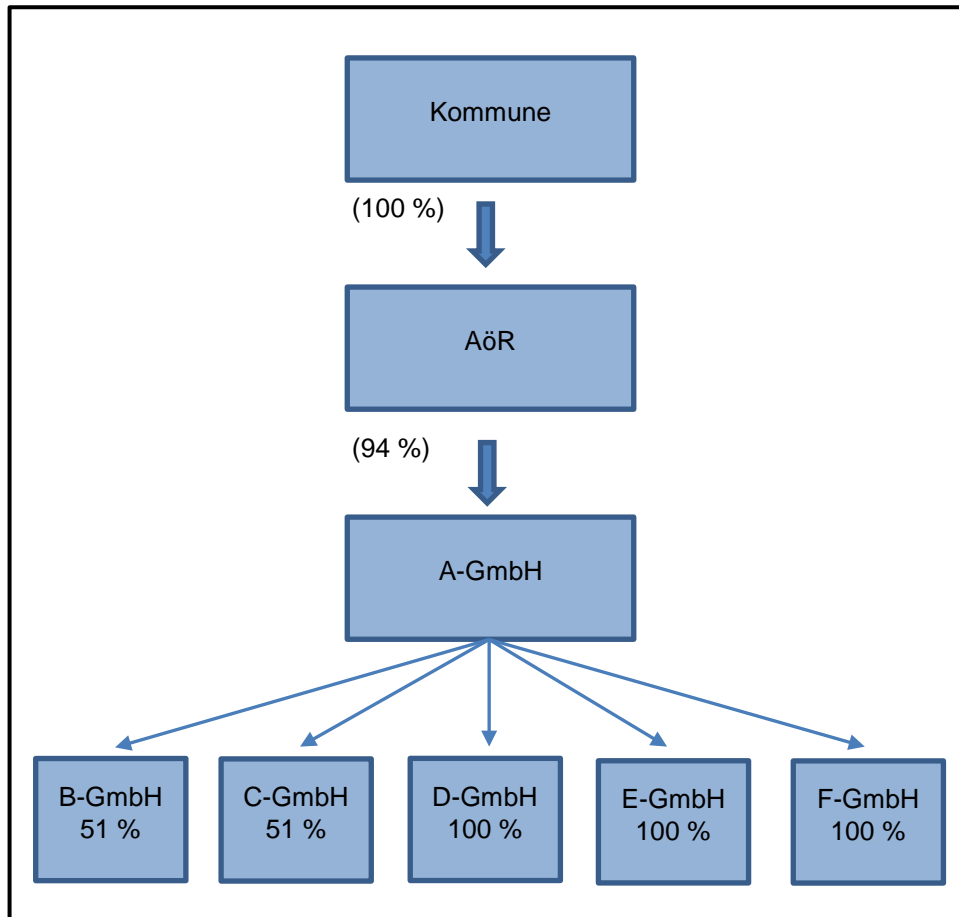 Kommune
(100 %)
AöR
(94 %)
A-GmbH
B-GmbH
51 %
C-GmbH
51 %
D-GmbH
100 %
E-GmbH
100 %
F-GmbH
100 %